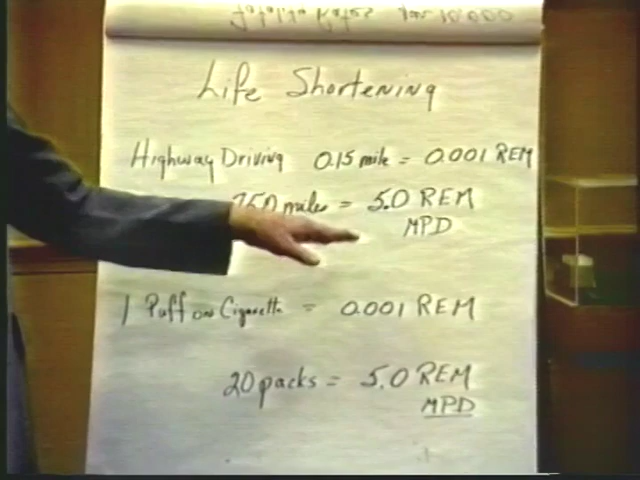 Life Shortening
Highway Driving 0.15 mile = 0.001 REM
750 miles = 5.0 REM
MPD
1 Puff on Cigarette = 0.001 REM
20 packs = 5.0 REM
MPD